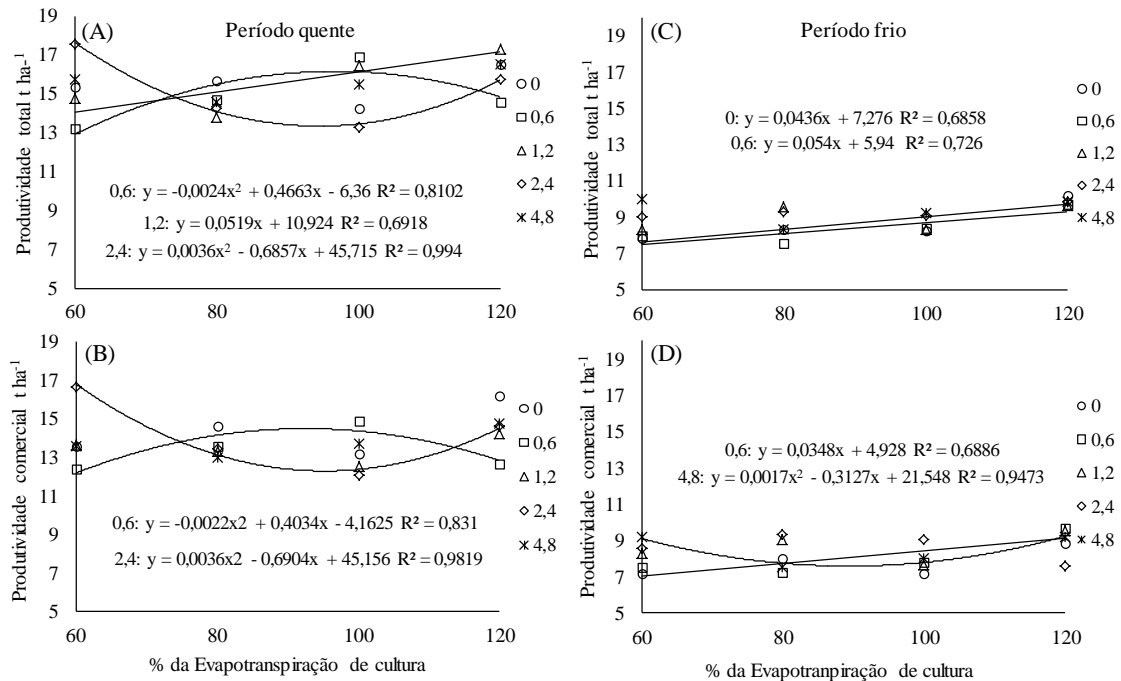 (A)
Período quente
Produtividade total t ha-¹
19
17
15
13
11
9
7
5
0,6: y = -0,0024x² + 0,4663x - 6,36 R² = 0,8102
1,2: y = 0,0519x + 10,924 R² = 0,6918
2,4: y = 0,0036x² - 0,6857x + 45,715 R² = 0,994
60 80 100 120
0
0,6
1,2
2,4
4,8
(C)
Período frio
Produtividade total t ha-¹
19
17
15
13
11
9
7
5
0: y = 0,0436x + 7,276 R² = 0,6858
0,6: y = 0,054x + 5,94 R² = 0,726
60 80 100 120
0
0,6
1,2
2,4
4,8
(B)
Produtividade comercial t ha-¹
19
17
15
13
11
9
7
5
0,6: y = -0,0022x2 + 0,4034x - 4,1625 R² = 0,831
2,4: y = 0,0036x2 - 0,6904x + 45,156 R² = 0,9819
60 80 100 120
% da Evapotranspiração de cultura
0
0,6
1,2
2,4
4,8
(D)
Produtividade comercial t ha-¹
19
17
15
13
11
9
7
5
0,6: y = 0,0348x + 4,928 R² = 0,6886
4,8: y = 0,0017x² - 0,3127x + 21,548 R² = 0,9473
60 80 100 120
% da Evapotranpiração de cultura
0
0,6
1,2
2,4
4,8